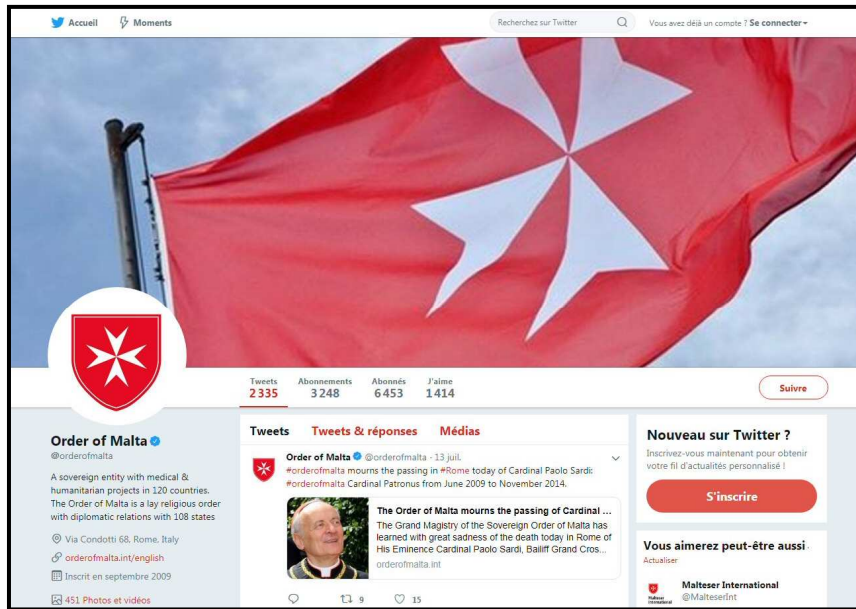 Accueil Moments Recherchez sur Twitter Vous avez déjà un compte ? Se connecter
Tweets Abonnements Abonnés J'aime
2 335 3 248 6 453 1 414
Suivre
Order of Malta
@orderofmalta
A sovereign entity with medical &
humanitarian projects in 120 countries.
The Order of Malta is a lay religious order
with diplomatic relations with 108 states
Via Condotti 68, Rome, Italy
orderofmalta.int/english
Inscrit en septembre 2009
451 Photos et vidéos
Tweets Tweets & réponses Médias
Order of Malta @orderofmalta · 13 juil.
#orderofmalta mourns the passing in #Rome today of Cardinal Paolo Sardi:
#orderofmalta Cardinal Patronus from June 2009 to November 2014.
The Order of Malta mourns the passing of Cardinal ...
The Grand Magistry of the Sovereign Order of Malta has
learned with great sadness of the death today in Rome of
His Eminence Cardinal Paolo Sardi, Bailiff Grand Cros...
orderofmalta.int
9 15
Nouveau sur Twitter ?
Inscrivez-vous maintenant pour obtenir
votre fil d'actualités personnalisé !
S'inscrire
Vous aimerez peut-être aussi ·
Actualiser
Malteser International
@MalteserInt
Malteser
International